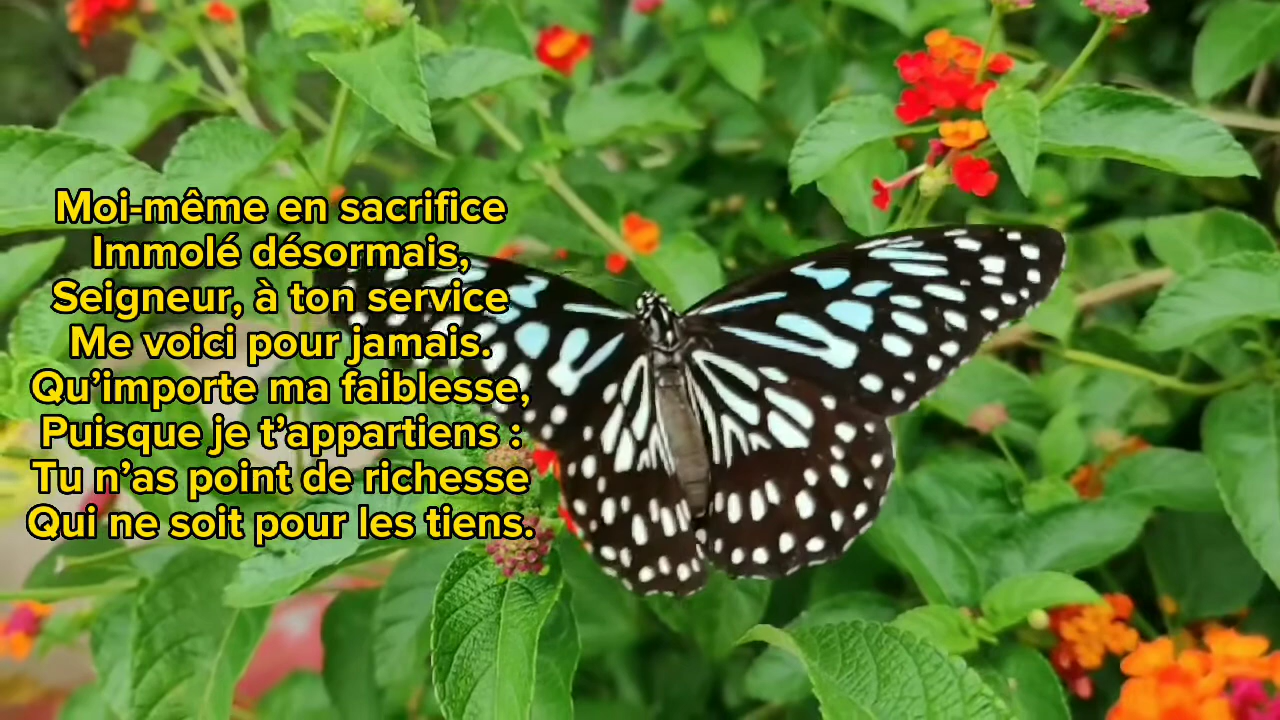 Moi-même en sacrifice
Immolé désormais,
Seigneur, à ton service
Me voici pour jamais.
Qu’importe ma faiblesse,
Puisque je t’appartiens :
Tu n’as point de richesse
Qui ne soit pour les tiens.